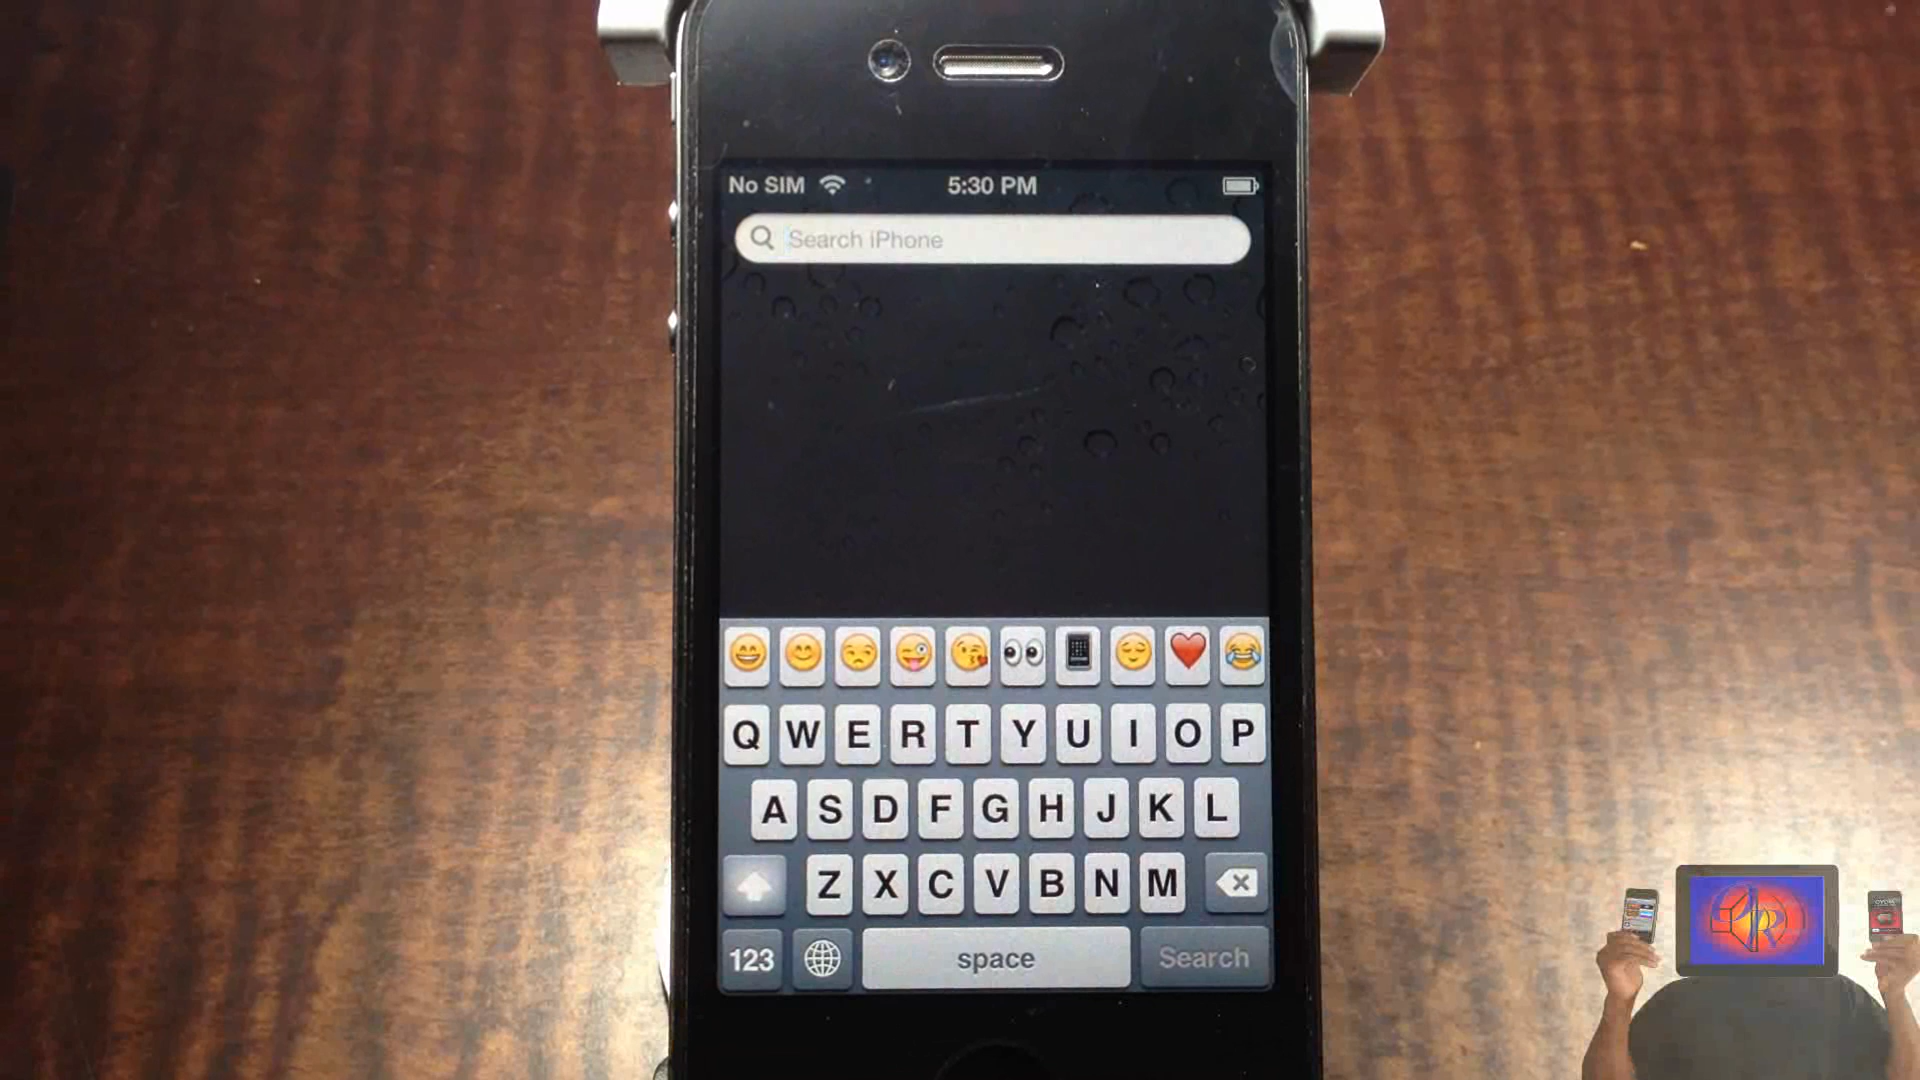 No SIM 5:30 PM
Search iPhone
Q W E R T Y U I O P
A S D F G H J K L
Z X C V B N M
123 space Search